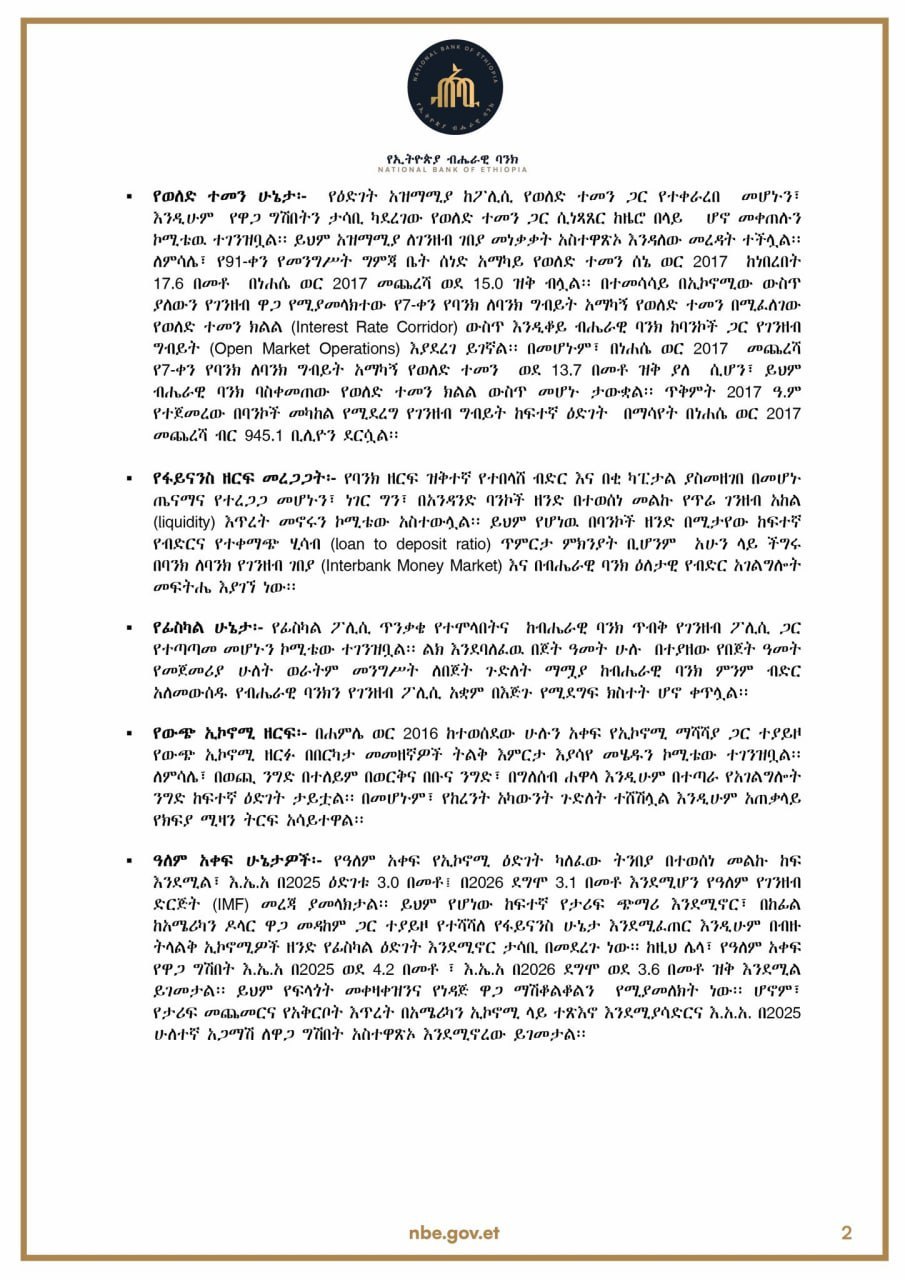 NATIONAL BANK OF ETHIOPIA
የኢትዮጵያ ብሔራዊ ባንክ
የኢትዮጵያ ብሔራዊ ባንክ
NATIONAL BANK OF ETHIOPIA
▪ የወለድ ተመን ሁኔታ፡- የዕድገት አዝማሚያ ከፖሊሲ የወለድ ተመን ጋር የተቀራረበ መሆኑን፣
እንዲሁም የዋጋ ግሽበትን ታሳቢ ካደረገው የወለድ ተመን ጋር ሲነጻጸር ከዜሮ በላይ ሆኖ መቀጠሉን
ኮሚቴዉ ተገንዝቧል። ይህም አዝማሚያ ለገንዘብ ገበያ መነቃቃት አስተዋጽኦ እንዳለው መረዳት ተችሏል።
ለምሳሌ፣ የ91-ቀን የመንግሥት ግምጃ ቤት ሰነድ አማካይ የወለድ ተመን ሰኔ ወር 2017 ከነበረበት
17.6 በመቶ በነሐሴ ወር 2017 መጨረሻ ወደ 15.0 ዝቅ ብሏል። በተመሳሳይ በኢኮኖሚው ውስጥ
ያለውን የገንዘብ ዋጋ የሚያመላክተው የ7-ቀን የባንክ ለባንክ ግብይት አማካኝ የወለድ ተመን በሚፈለገው
የወለድ ተመን ክልል (Interest Rate Corridor) ውስጥ እንዲቆይ ብሔራዊ ባንክ ከባንኮች ጋር የገንዘብ
ግብይት (Open Market Operations) እያደረገ ይገኛል። በመሆኑም፣ በነሐሴ ወር 2017 መጨረሻ
የ7-ቀን የባንክ ለባንክ ግብይት አማካኝ የወለድ ተመን ወደ 13.7 በመቶ ዝቅ ያለ ሲሆን፣ ይህም
ብሔራዊ ባንክ ባስቀመጠው የወለድ ተመን ክልል ውስጥ መሆኑ ታውቋል። ጥቅምት 2017 ዓ.ም
የተጀመረው በባንኮች መካከል የሚደረግ የገንዘብ ግብይት ከፍተኛ ዕድገት በማሳየት በነሐሴ ወር 2017
መጨረሻ ብር 945.1 ቢሊዮን ደርሷል።
▪ የፋይናንስ ዘርፍ መረጋጋት፡- የባንክ ዘርፍ ዝቅተኛ የተበላሸ ብድር እና በቂ ካፒታል ያስመዘገበ በመሆኑ
ጤናማና የተረጋጋ መሆኑን፣ ነገር ግን፣ በአንዳንድ ባንኮች ዘንድ በተወሰነ መልኩ የጥሬ ገንዘብ አከል
(liquidity) እጥረት መኖሩን ኮሚቴው አስተውሏል። ይህም የሆነዉ በባንኮች ዘንድ በሚታየው ከፍተኛ
የብድርና የተቀማጭ ሂሳብ (loan to deposit ratio) ጥምርታ ምክንያት ቢሆንም አሁን ላይ ችግሩ
በባንክ ለባንክ የገንዘብ ገበያ (Interbank Money Market) እና በብሔራዊ ባንክ ዕለታዊ የብድር አገልግሎት
መፍትሔ እያገኘ ነው።
▪ የፊስካል ሁኔታ፡- የፊስካል ፖሊሲ ጥንቃቄ የተሞላበትና ከብሔራዊ ባንክ ጥብቅ የገንዘብ ፖሊሲ ጋር
የተጣጣመ መሆኑን ኮሚቴው ተገንዝቧል። ልክ እንደባለፈዉ በጀት ዓመት ሁሉ በተያዘው የበጀት ዓመት
የመጀመሪያ ሁለት ወራትም መንግሥት ለበጀት ጉድለት ማሟያ ከብሔራዊ ባንክ ምንም ብድር
አለመውሰዱ የብሔራዊ ባንክን የገንዘብ ፖሊሲ አቋም በእጅጉ የሚደግፍ ክስተት ሆኖ ቀጥሏል።
▪ የውጭ ኢኮኖሚ ዘርፍ፡- በሐምሌ ወር 2016 ከተወሰደው ሁሉን አቀፍ የኢኮኖሚ ማሻሻያ ጋር ተያይዞ
የውጭ ኢኮኖሚ ዘርፉ በበርካታ መመዘኛዎች ትልቅ እምርታ እያሳየ መሄዱን ኮሚቴው ተገንዝቧል።
ለምሳሌ፣ በወጪ ንግድ በተለይም በወርቅና በቡና ንግድ፣ በግለሰብ ሐዋላ እንዲሁም በተጣራ የአገልግሎት
ንግድ ከፍተኛ ዕድገት ታይቷል። በመሆኑም፣ የከረንት አካውንት ጉድለት ተሸሽሏል እንዲሁም አጠቃላይ
የክፍያ ሚዛን ትርፍ አሳይተዋል።
▪ ዓለም አቀፍ ሁኔታዎች፡- የዓለም አቀፍ የኢኮኖሚ ዕድገት ካለፈው ትንበያ በተወሰነ መልኩ ከፍ
እንደሚል፣ እ.ኤ.አ በ2025 ዕድገቱ 3.0 በመቶ፤ በ2026 ደግሞ 3.1 በመቶ እንደሚሆን የዓለም የገንዘብ
ድርጅት (IMF) መረጃ ያመላክታል። ይህም የሆነው ከፍተኛ የታሪፍ ጭማሪ እንደሚኖር፣ በከፊል
ከአሜሪካን ዶላር ዋጋ መዳከም ጋር ተያይዞ የተሻሻለ የፋይናንስ ሁኔታ እንደሚፈጠር እንዲሁም በብዙ
ትላልቅ ኢኮኖሚዎች ዘንድ የፊስካል ዕድገት እንደሚኖር ታሳቢ በመደረጉ ነው። ከዚህ ሌላ፣ የዓለም አቀፍ
የዋጋ ግሽበት እ.ኤ.አ በ2025 ወደ 4.2 በመቶ ፣ እ.ኤ.አ በ2026 ደግሞ ወደ 3.6 በመቶ ዝቅ እንደሚል
ይገመታል። ይህም የፍላጎት መቀዛቀዝንና የነዳጅ ዋጋ ማሽቆልቆልን የሚያመለክት ነው። ሆኖም፣
የታሪፍ መጨመርና የአቅርቦት እጥረት በአሜሪካን ኢኮኖሚ ላይ ተጽእኖ እንደሚያሳድርና እ.ኤ.አ. በ2025
ሁለተኛ አጋማሽ ለዋጋ ግሽበት አስተዋጽኦ እንደሚኖረው ይገመታል።
nbe.gov.et
2